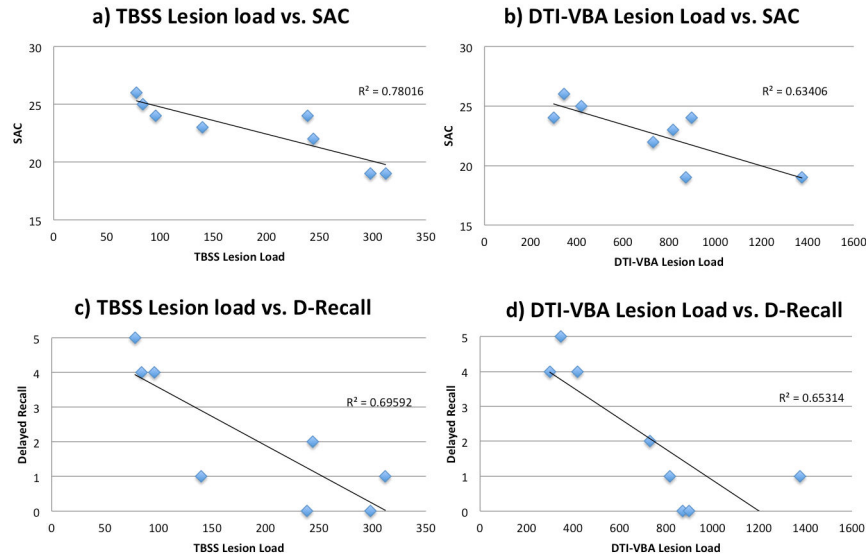 a) TBSS Lesion load vs. SAC
30
25
20
15
SAC
R² = 0.78016
0 50 100 150 200 250 300 350
TBSS Lesion Load
b) DTI-VBA Lesion Load vs. SAC
30
25
20
15
SAC
R² = 0.63406
0 200 400 600 800 1000 1200 1400 1600
DTI-VBA Lesion Load
c) TBSS Lesion load vs. D-Recall
5
4
3
2
1
0
Delayed Recall
R² = 0.69592
0 50 100 150 200 250 300 350
TBSS Lesion Load
d) DTI-VBA Lesion Load vs. D-Recall
5
4
3
2
1
0
Delayed Recall
R² = 0.65314
0 200 400 600 800 1000 1200 1400 1600
DTI-VBA Lesion Load